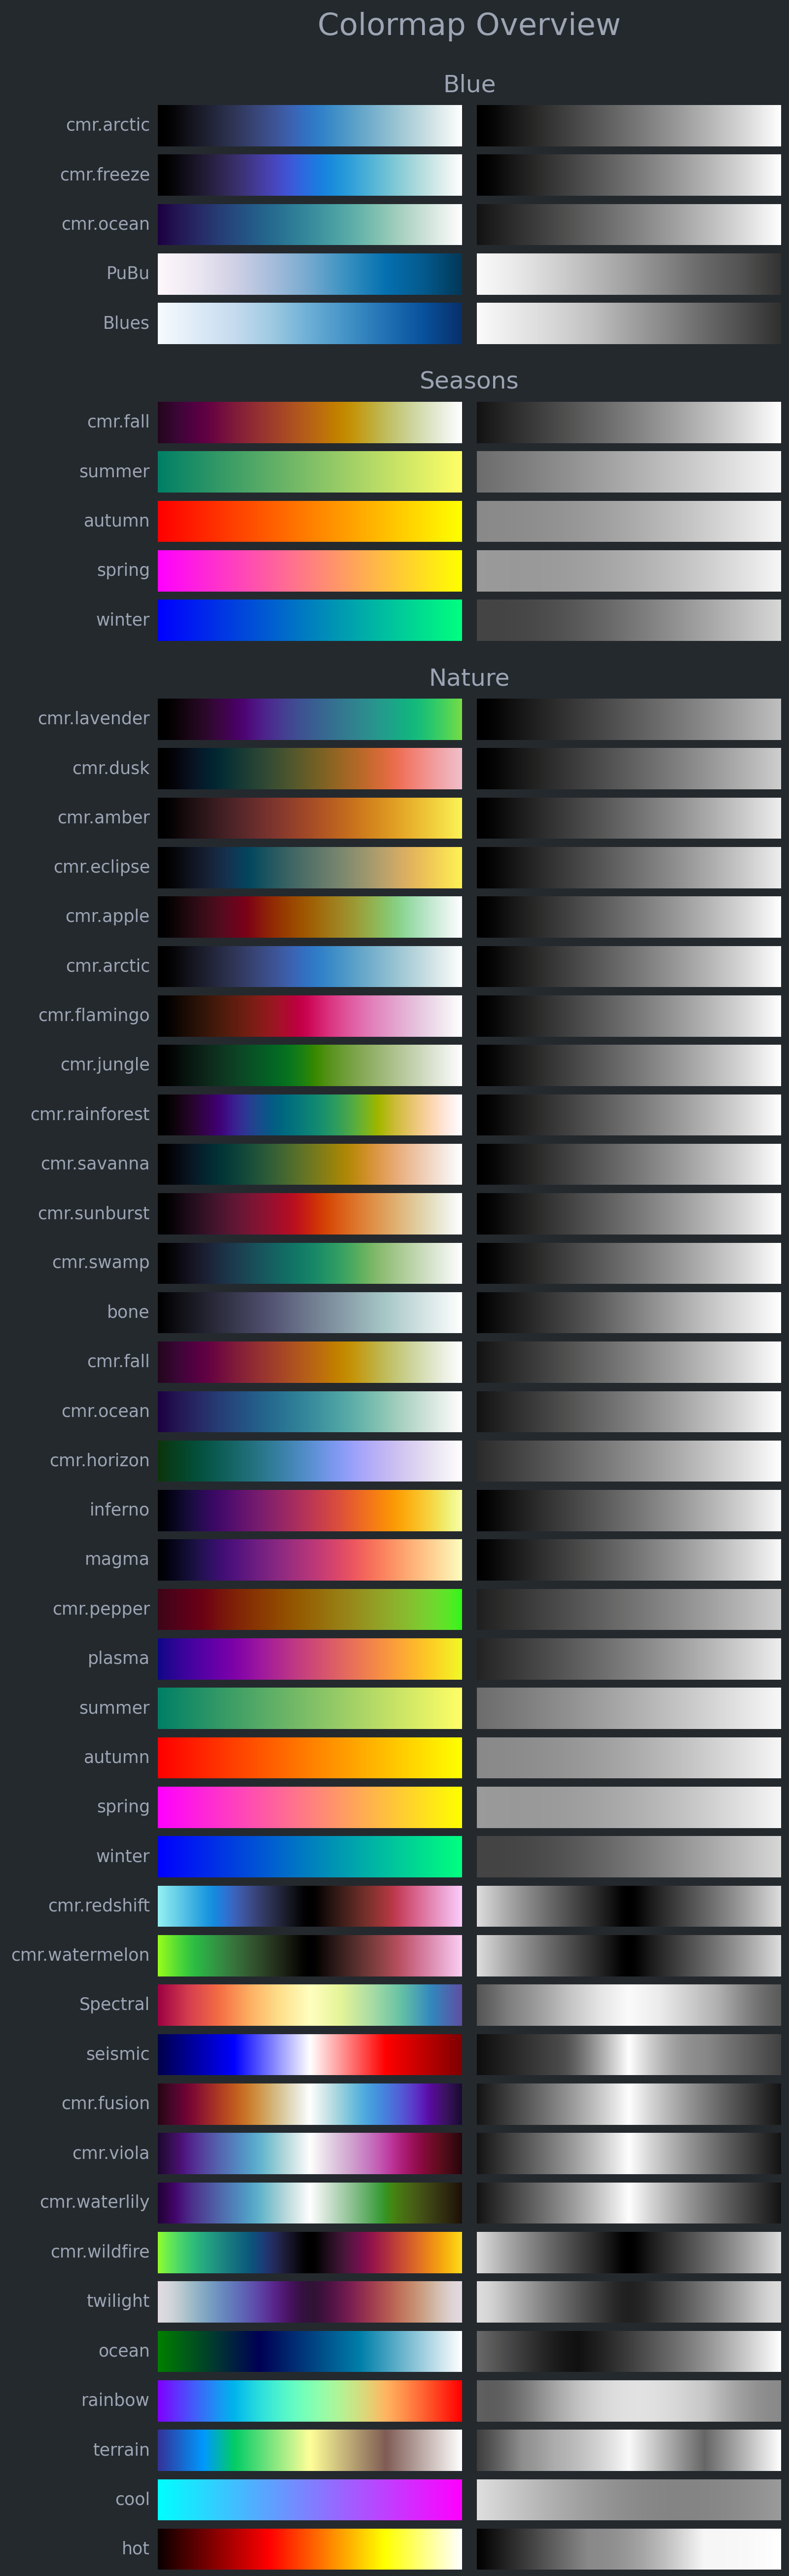 Colormap Overview
Blue
cmr.arctic
cmr.freeze
cmr.ocean
PuBu
Blues
Seasons
cmr.fall
summer
autumn
spring
winter
Nature
cmr.lavender
cmr.dusk
cmr.amber
cmr.eclipse
cmr.apple
cmr.arctic
cmr.flamingo
cmr.jungle
cmr.rainforest
cmr.savanna
cmr.sunburst
cmr.swamp
bone
cmr.fall
cmr.ocean
cmr.horizon
inferno
magma
cmr.pepper
plasma
summer
autumn
spring
winter
cmr.redshift
cmr.watermelon
Spectral
seismic
cmr.fusion
cmr.viola
cmr.waterlily
cmr.wildfire
twilight
ocean
rainbow
terrain
cool
hot